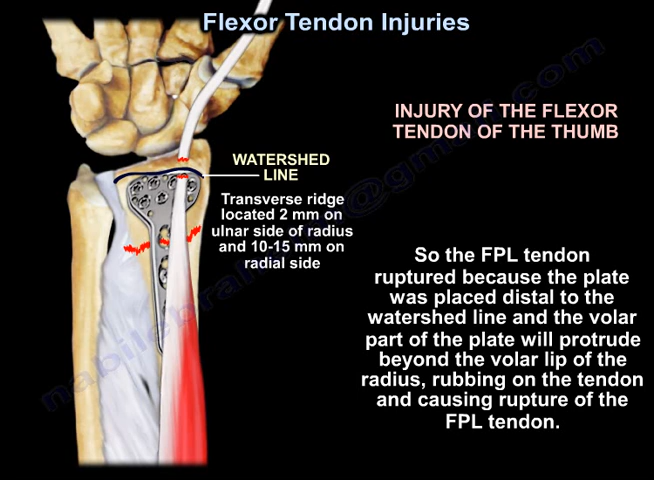 Flexor Tendon Injuries
INJURY OF THE FLEXOR
TENDON OF THE THUMB
WATERSHED
LINE
Transverse ridge
located 2 mm on
ulnar side of radius
and 10-15 mm on
radial side
So the FPL tendon
ruptured because the plate
was placed distal to the
watershed line and the volar
part of the plate will protrude
beyond the volar lip of the
radius, rubbing on the tendon
and causing rupture of the
FPL tendon.